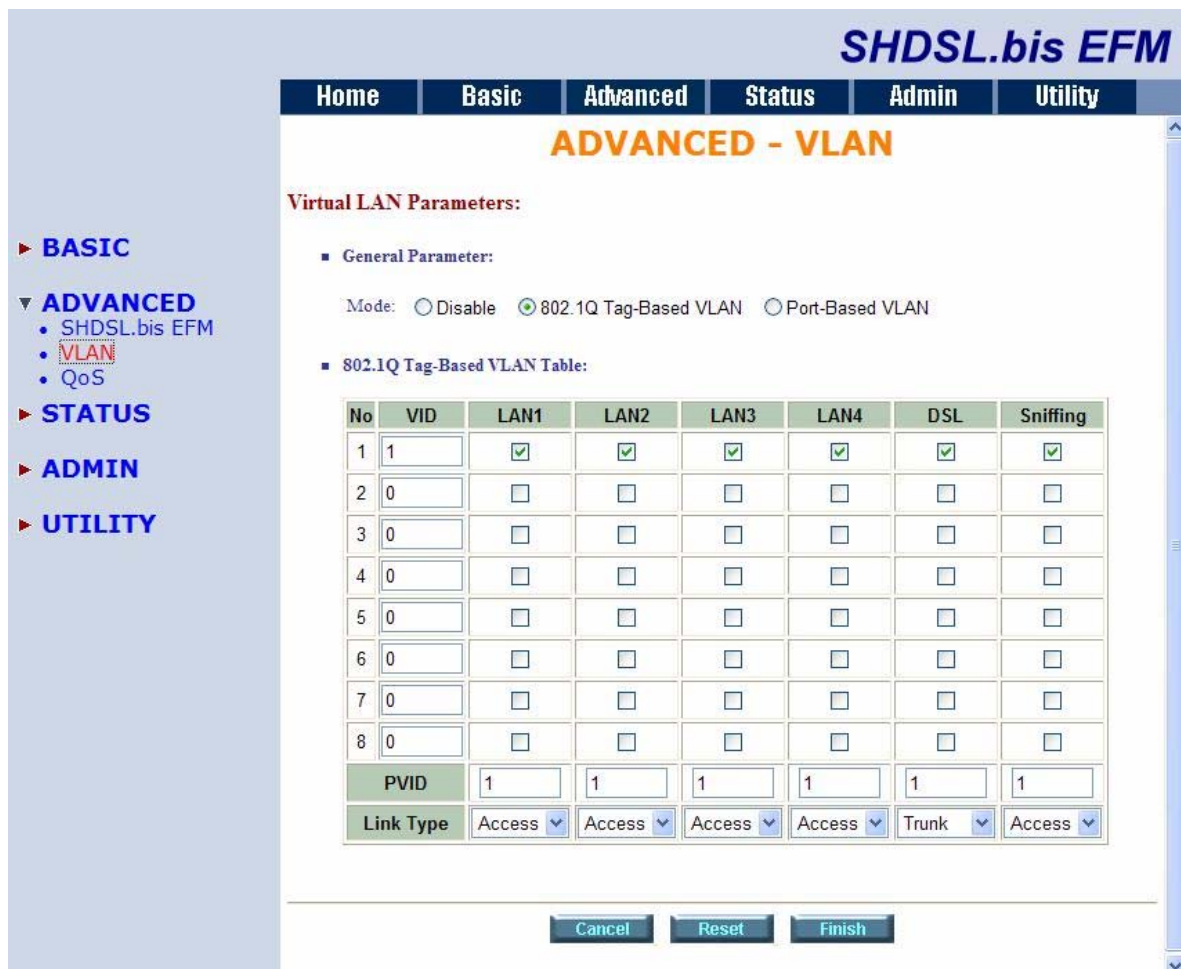 SHDSL.bis EFM
Home Basic Advanced Status Admin Utility
ADVANCED - VLAN
Virtual LAN Parameters:
BASIC
ADVANCED
SHDSL.bis EFM
VLAN
QoS
STATUS
ADMIN
UTILITY
General Parameter:
Mode: Disable 802.1Q Tag-Based VLAN Port-Based VLAN
802.1Q Tag-Based VLAN Table:
No VID LAN1 LAN2 LAN3 LAN4 DSL Sniffing
1 1
2 0
3 0
4 0
5 0
6 0
7 0
8 0
PVID 1 1 1 1 1 1
Link Type Access Access Access Access Trunk Access
Cancel Reset Finish